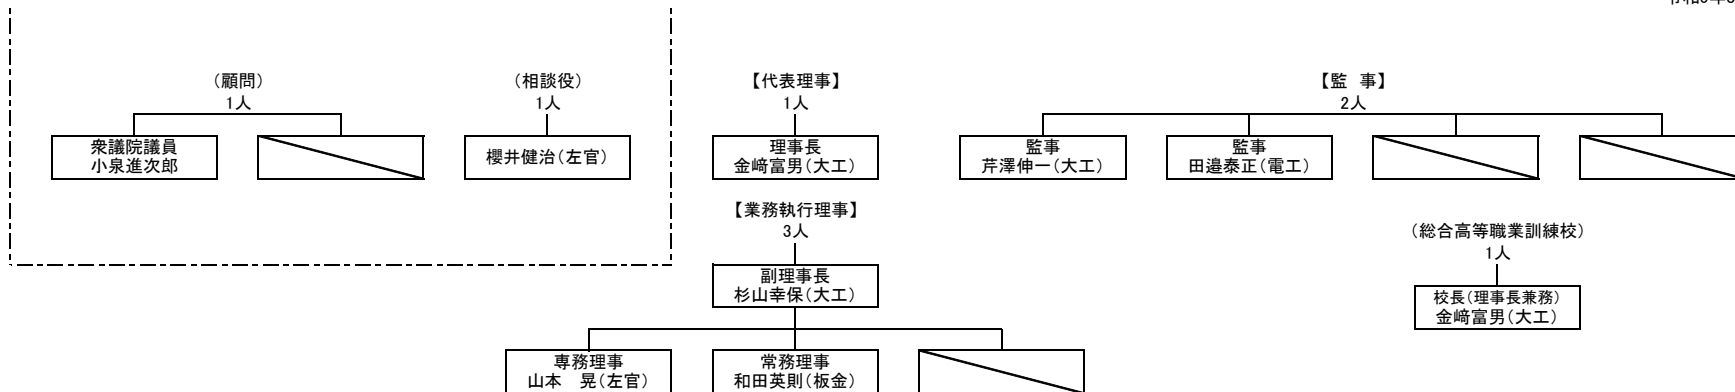 （顧問）
1人
衆議院議員
小泉進次郎
（相談役）
1人
櫻井健治（左官）
【代表理事】
1人
理事長
金﨑富男（大工）
【監　事】
2人
監事
芹澤伸一（大工）
監事
田邉泰正（電工）
【業務執行理事】
3人
副理事長
杉山幸保（大工）
（総合高等職業訓練校）
1人
校長（理事長兼務）
金﨑富男（大工）
専務理事
山本　晃（左官）
常務理事
和田英則（板金）